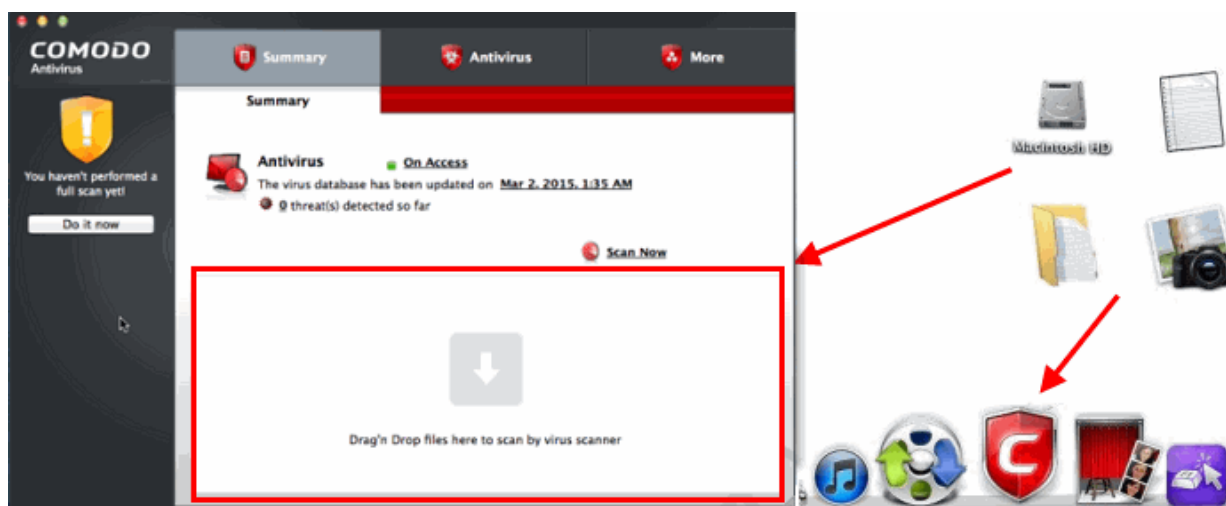 COMODO
Antivirus
Summary
Antivirus
More
Summary
You haven't performed a
full scan yet!
Do it now
Antivirus
On Access
The virus database has been updated on Mar 2, 2015, 1:35 AM
0 threat(s) detected so far
Scan Now
Drag'n Drop files here to scan by virus scanner
Macintosh HD
C